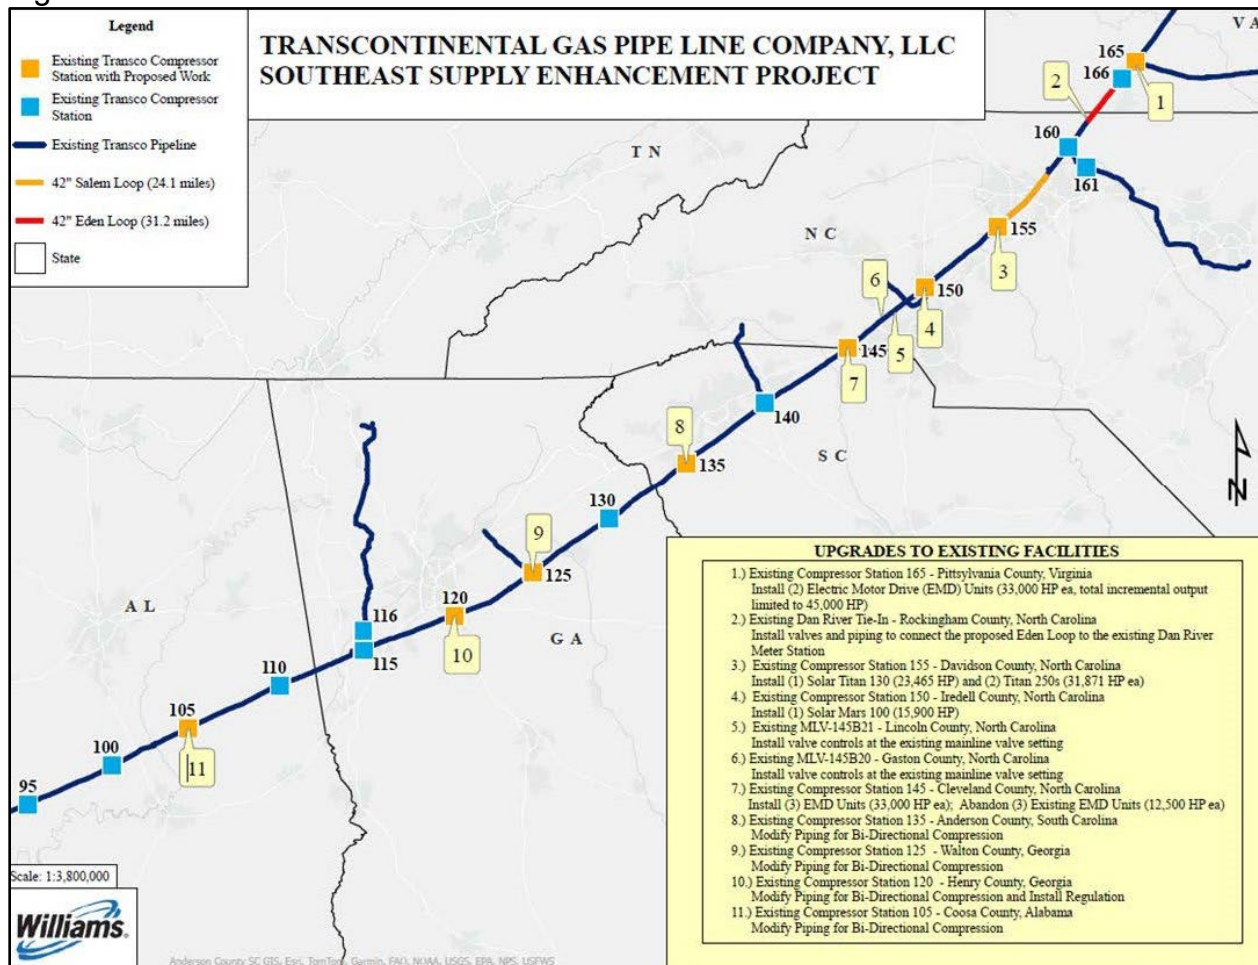 Legend
Existing Transco Compressor
Station with Proposed Work
Existing Transco Compressor
Station
Existing Transco Pipeline
42" Salem Loop (24.1 miles)
42" Eden Loop (31.2 miles)
State
TRANSCONTINENTAL GAS PIPE LINE COMPANY, LLC
SOUTHEAST SUPPLY ENHANCEMENT PROJECT
VA
165
166
2
1
160
TN
161
155
NC
3
6
150
4
5
145
7
140
8
135
SC
N
130
9
125
120
AL
116
GA
115
10
110
105
11
100
95
UPGRADES TO EXISTING FACILITIES
1.) Existing Compressor Station 165 - Pittsylvania County, Virginia
Install (2) Electric Motor Drive (EMD) Units (33,000 HP ea, total incremental output
limited to 45,000 HP)
2.) Existing Dan River Tie-In - Rockingham County, North Carolina
Install valves and piping to connect the proposed Eden Loop to the existing Dan River
Meter Station
3.) Existing Compressor Station 155 - Davidson County, North Carolina
Install (1) Solar Titan 130 (23,465 HP) and (2) Titan 250s (31,871 HP ea)
4.) Existing Compressor Station 150 - Iredell County, North Carolina
Install (1) Solar Mars 100 (15,900 HP)
5.) Existing MLV-145B21 - Lincoln County, North Carolina
Install valve controls at the existing mainline valve setting
6.) Existing MLV-145B20 - Gaston County, North Carolina
Install valve controls at the existing mainline valve setting
7.) Existing Compressor Station 145 - Cleveland County, North Carolina
Install (3) EMD Units (33,000 HP ea); Abandon (3) Existing EMD Units (12,500 HP ea)
8.) Existing Compressor Station 135 - Anderson County, South Carolina
Modify Piping for Bi-Directional Compression
9.) Existing Compressor Station 125 - Walton County, Georgia
Modify Piping for Bi-Directional Compression
10.) Existing Compressor Station 120 - Henry County, Georgia
Modify Piping for Bi-Directional Compression and Install Regulation
11.) Existing Compressor Station 105 - Coosa County, Alabama
Modify Piping for Bi-Directional Compression
Scale: 1:3,800,000
Williams.
Anderson County SC GIS, Esri, TomTom, Garmin, FAO, NOAA, USGS, EPA, NPS, USFWS